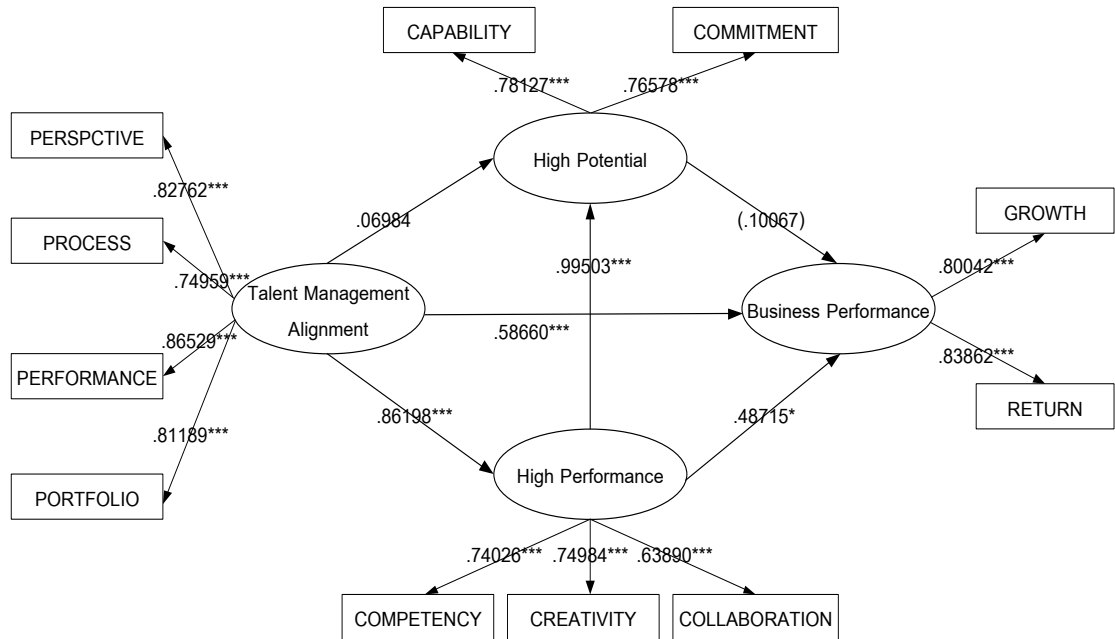 CAPABILITY
COMMITMENT
.78127***
.76578***
PERSPCTIVE
High Potential
.82762***
GROWTH
.06984
(.10067)
PROCESS
.99503***
.80042***
.74959***
Talent Management
Alignment
Business Performance
.58660***
.86529***
.83862***
PERFORMANCE
RETURN
.86198***
.48715*
.81189***
High Performance
PORTFOLIO
.74026***
.74984***
.63890***
COMPETENCY
CREATIVITY
COLLABORATION